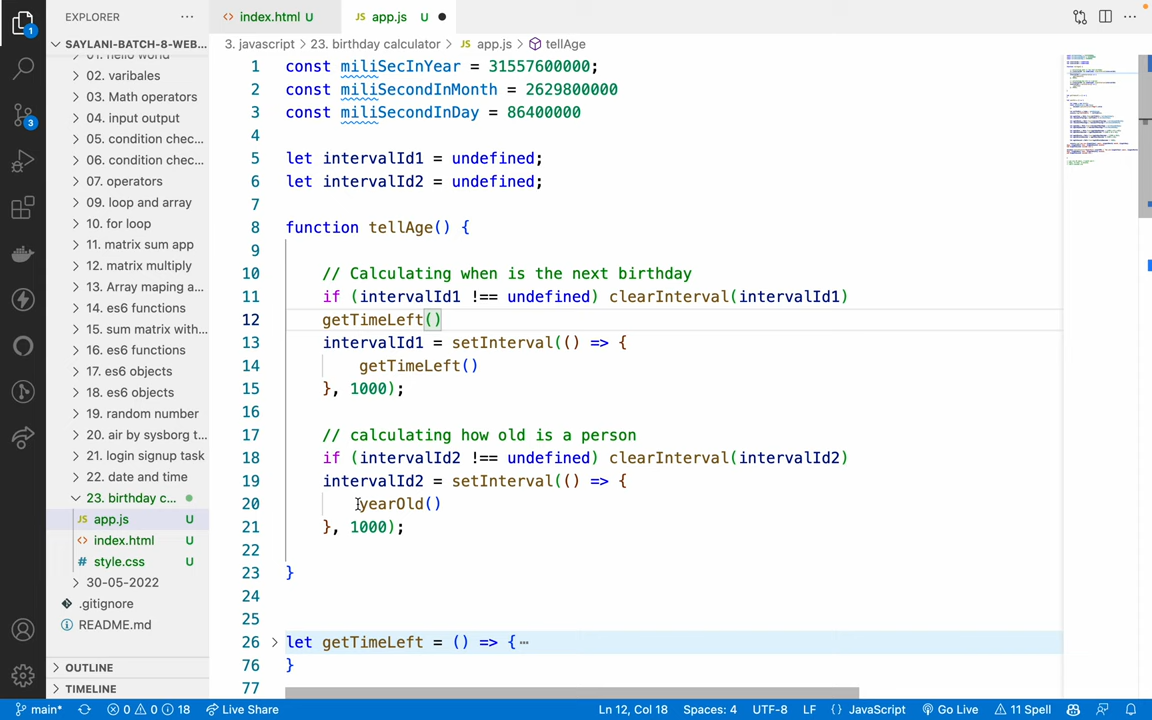 EXPLORER
index.html U
JS app.js U
SAYLANI-BATCH-8-WEB...
3. javascript > 23. birthday calculator > JS app.js > tellAge
01. hello world
02. varibales
03. Math operators
04. input output
05. condition chec...
06. condition chec...
07. operators
09. loop and array
10. for loop
11. matrix sum app
12. matrix multiply
13. Array maping a...
14. es6 functions
15. sum matrix with...
16. es6 functions
17. es6 objects
18. es6 objects
19. random number
20. air by sysborg t...
21. login signup task
22. date and time
23. birthday c...
JS app.js U
index.html U
# style.css U
30-05-2022
.gitignore
README.md
OUTLINE
TIMELINE
1 const miliSecInYear = 31557600000;
2 const miliSecondInMonth = 2629800000
3 const miliSecondInDay = 86400000
4
5 let intervalId1 = undefined;
6 let intervalId2 = undefined;
7
8 function tellAge() {
9
10 // Calculating when is the next birthday
11 if (intervalId1 !== undefined) clearInterval(intervalId1)
12 getTimeLeft()
13 intervalId1 = setInterval(() => {
14 getTimeLeft()
15 }, 1000);
16
17 // calculating how old is a person
18 if (intervalId2 !== undefined) clearInterval(intervalId2)
19 intervalId2 = setInterval(() => {
20 yearOld()
21 }, 1000);
22
23 }
24
25
26 let getTimeLeft = () => {⋯
76 }
77
main* 0 0 18 Live Share Ln 12, Col 18 Spaces: 4 UTF-8 LF {} JavaScript Go Live 11 Spell
1
3